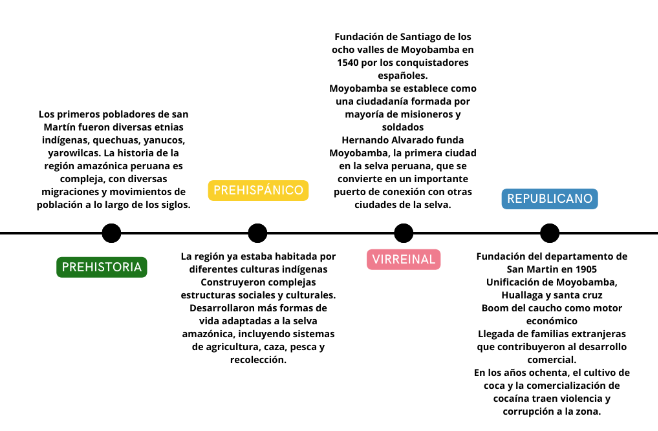 Los primeros pobladores de san
Martín fueron diversas etnias
indígenas, quechuas, yanucos,
yarowilcas. La historia de la
región amazónica peruana es
compleja, con diversas
migraciones y movimientos de
población a lo largo de los siglos.
PREHISTORIA
PREHISPÁNICO
La región ya estaba habitada por
diferentes culturas indígenas
Construyeron complejas
estructuras sociales y culturales.
Desarrollaron más formas de
vida adaptadas a la selva
amazónica, incluyendo sistemas
de agricultura, caza, pesca y
recolección.
Fundación de Santiago de los
ocho valles de Moyobamba en
1540 por los conquistadores
españoles.
Moyobamba se establece como
una ciudadanía formada por
mayoría de misioneros y
soldados
Hernando Alvarado funda
Moyobamba, la primera ciudad
en la selva peruana, que se
convierte en un importante
puerto de conexión con otras
ciudades de la selva.
VIRREINAL
REPUBLICANO
Fundación del departamento de
San Martin en 1905
Unificación de Moyobamba,
Huallaga y santa cruz
Boom del caucho como motor
económico
Llegada de familias extranjeras
que contribuyeron al desarrollo
comercial.
En los años ochenta, el cultivo de
coca y la comercialización de
cocaína traen violencia y
corrupción a la zona.